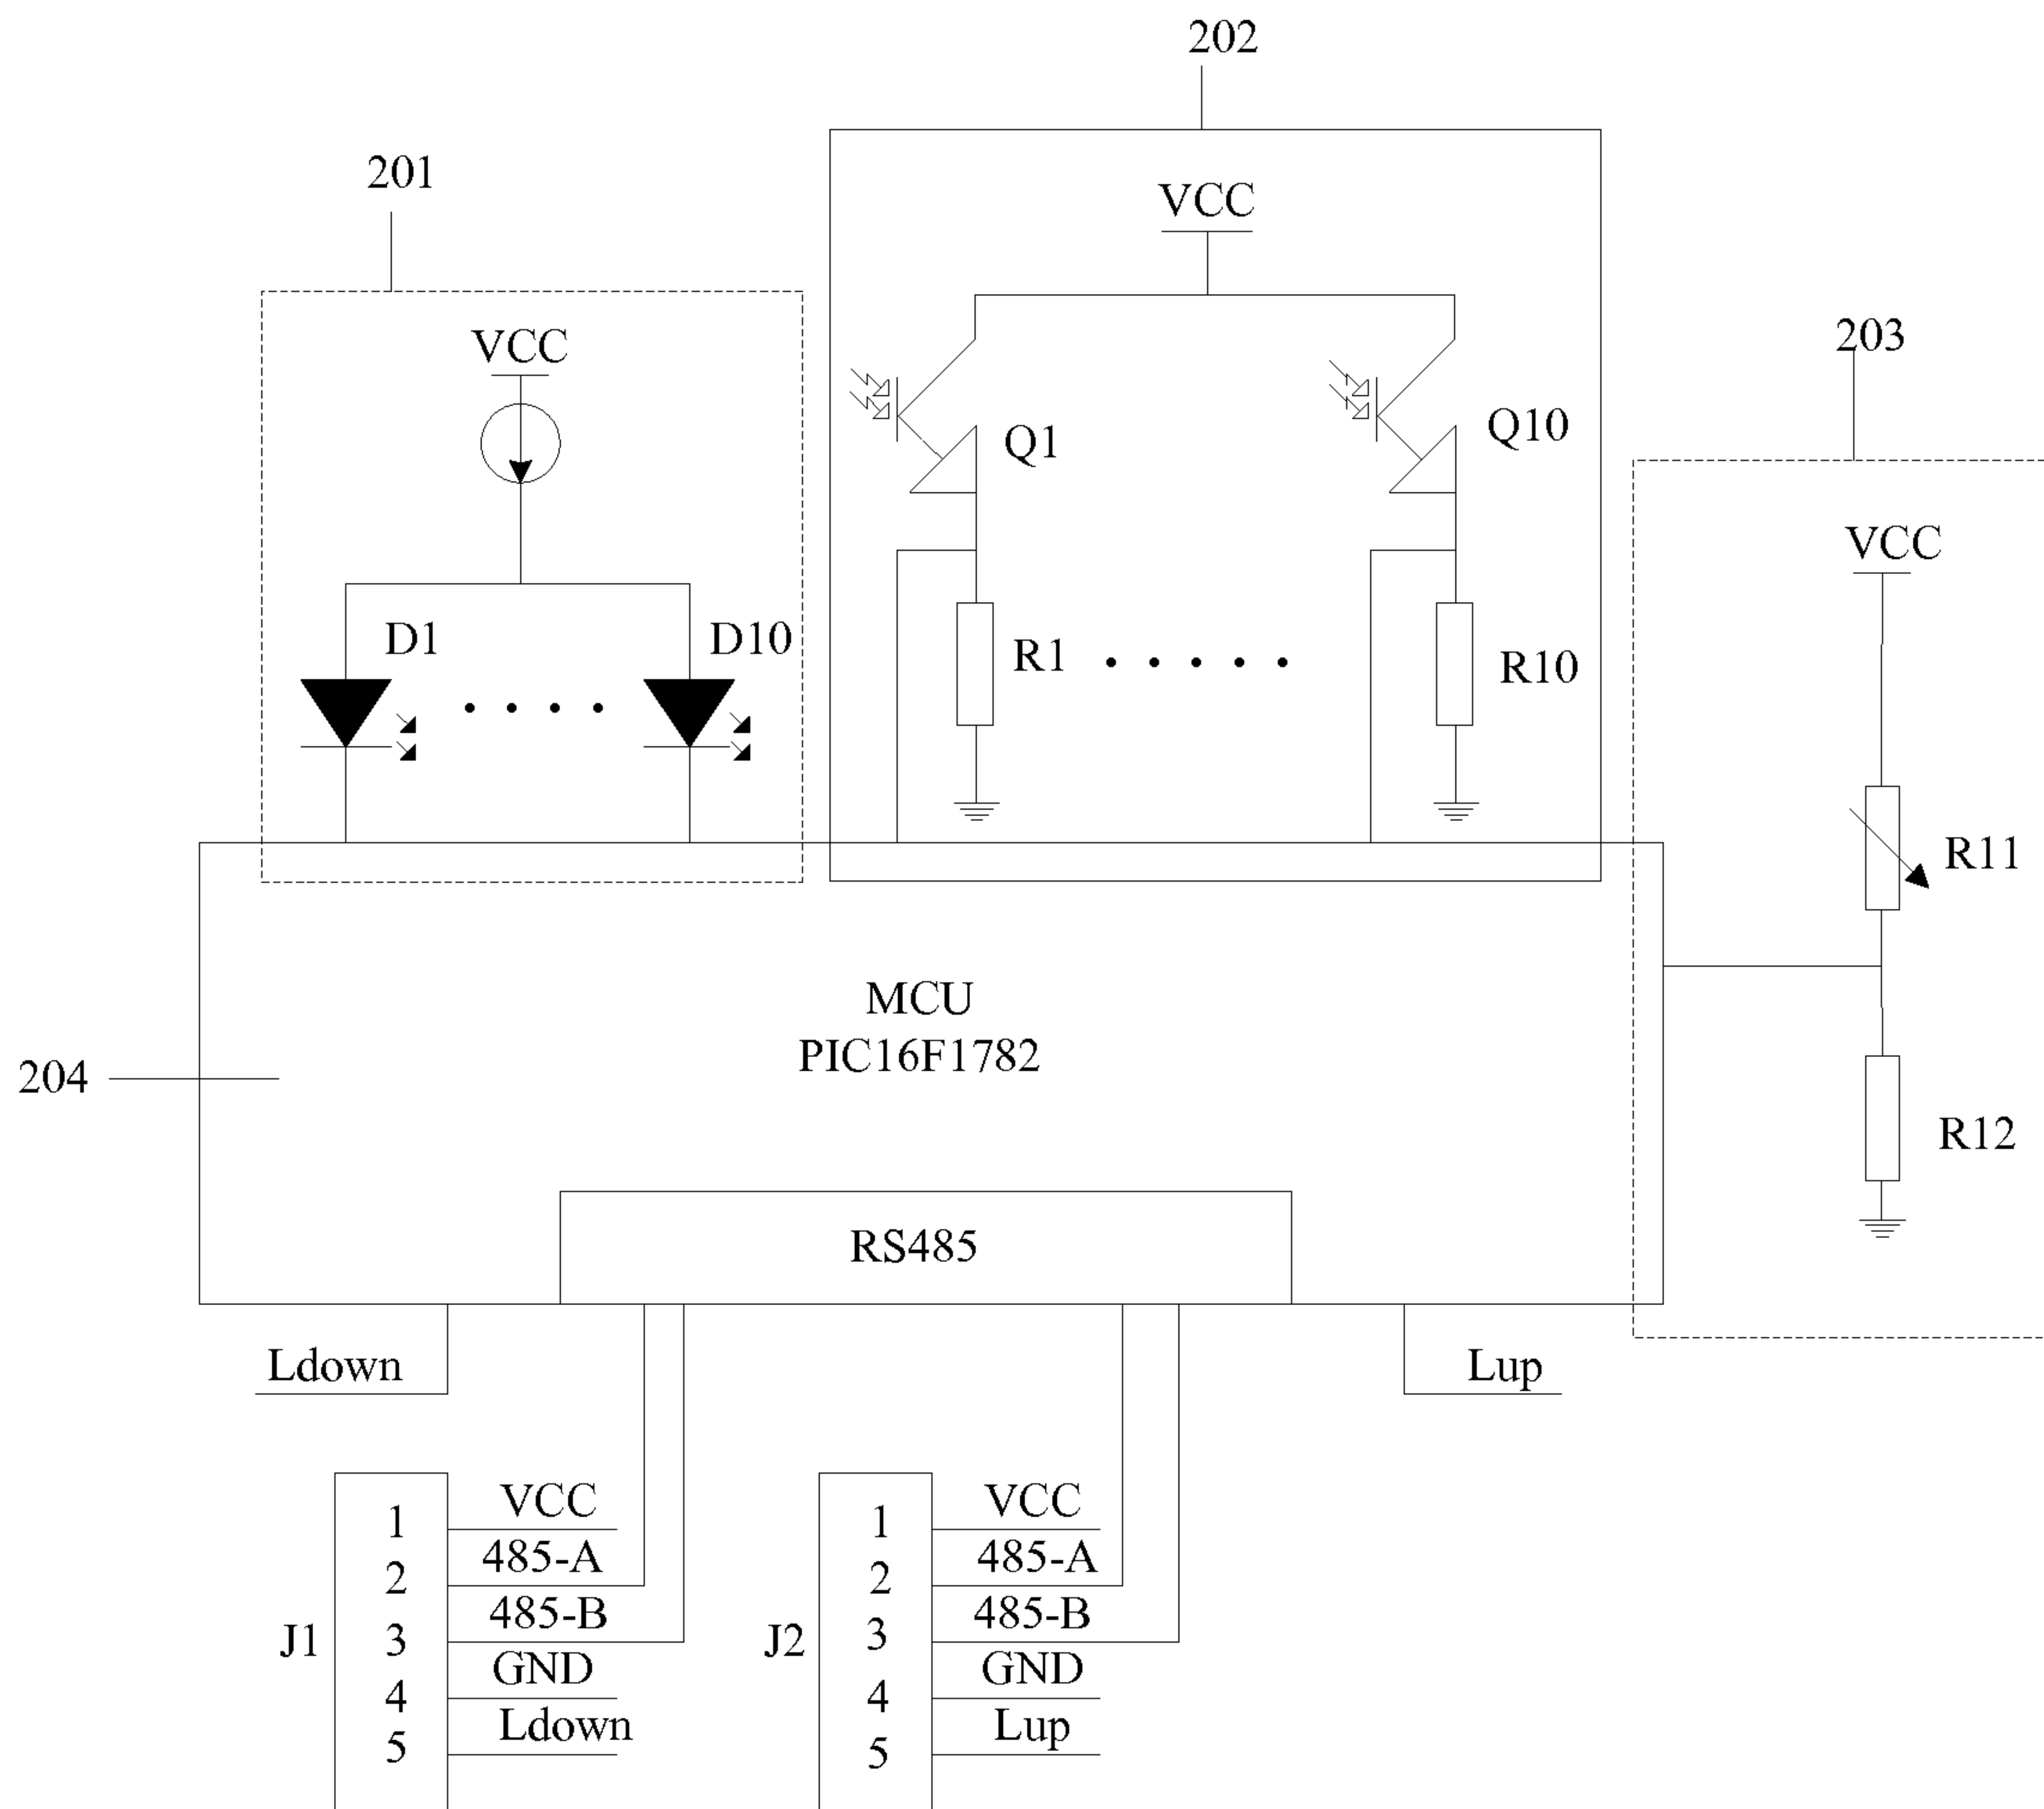 202
201
VCC
203
VCC
Q1
Q10
VCC
D1
D10
R1
R10
R11
MCU
PIC16F1782
204
R12
RS485
Ldown
Lup
J1
1
VCC
2
485-A
3
485-B
4
GND
5
Ldown
J2
1
VCC
2
485-A
3
485-B
4
GND
5
Lup